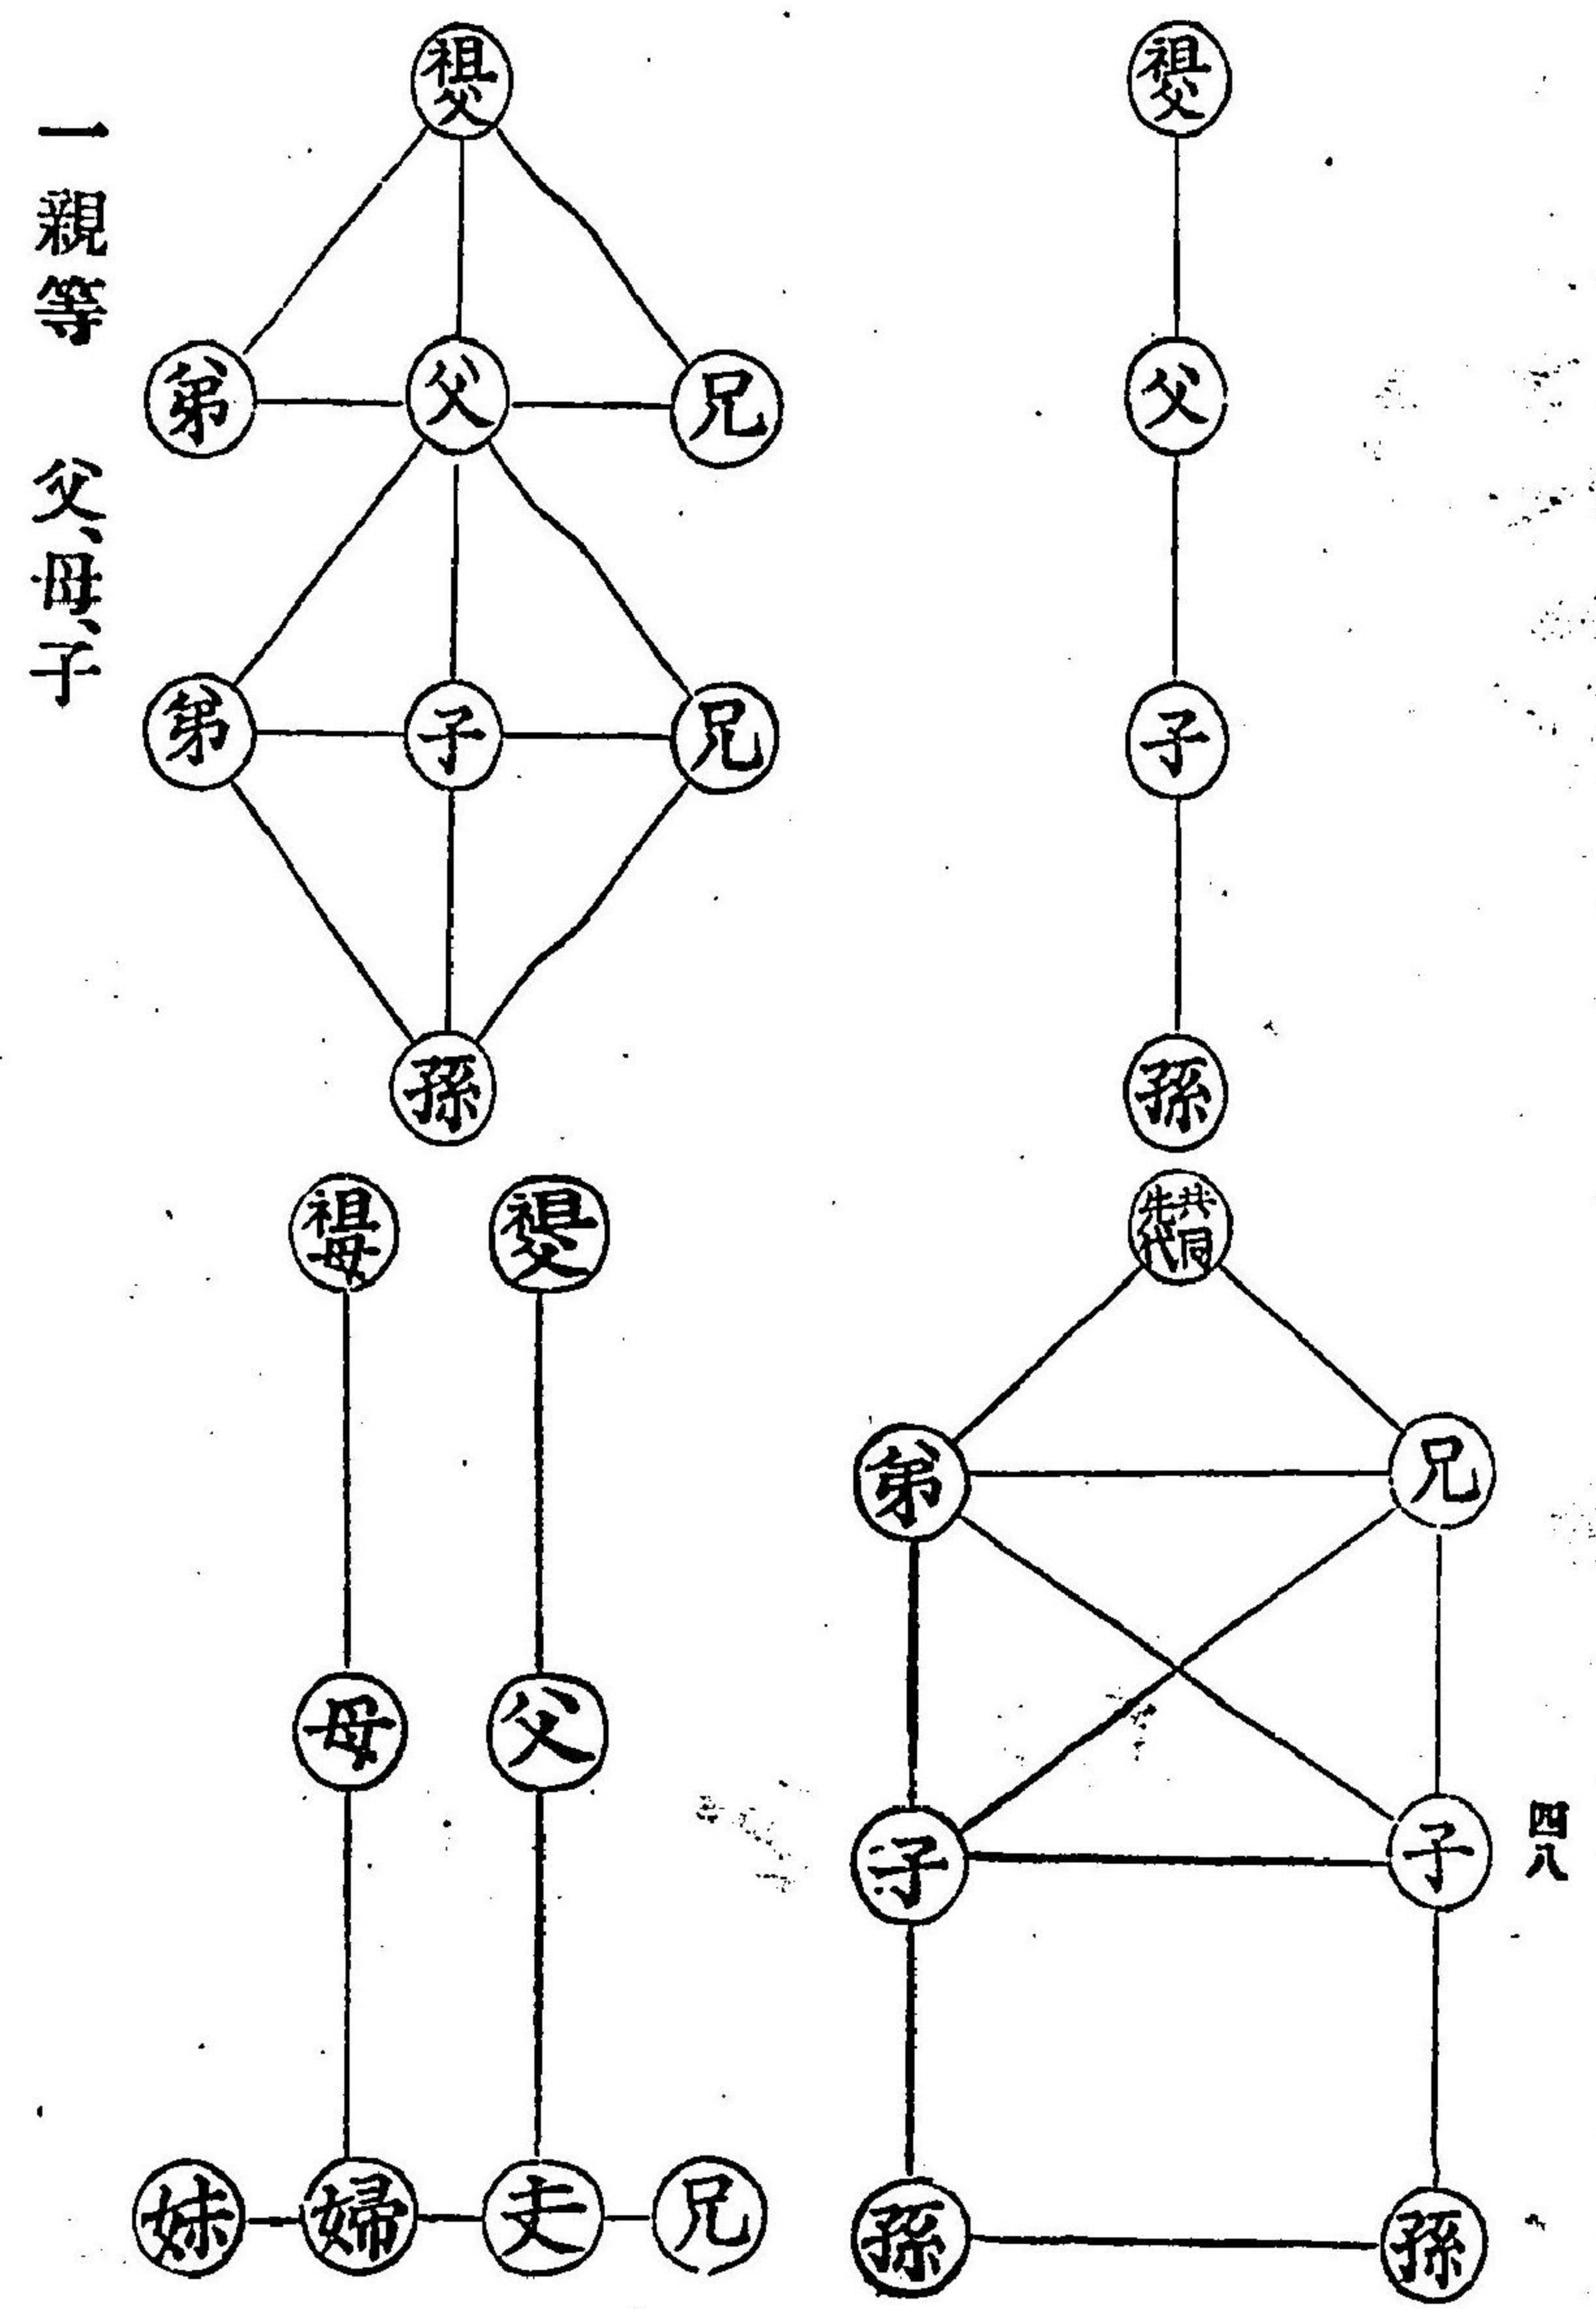 四八
祖父
父
子
孫
共同先代
兄
弟
子
子
孫
孫
祖父
兄
父
弟
兄
子
弟
孫
祖父
祖母
父
母
兄
夫
婦
妹
一親等 父、母、子